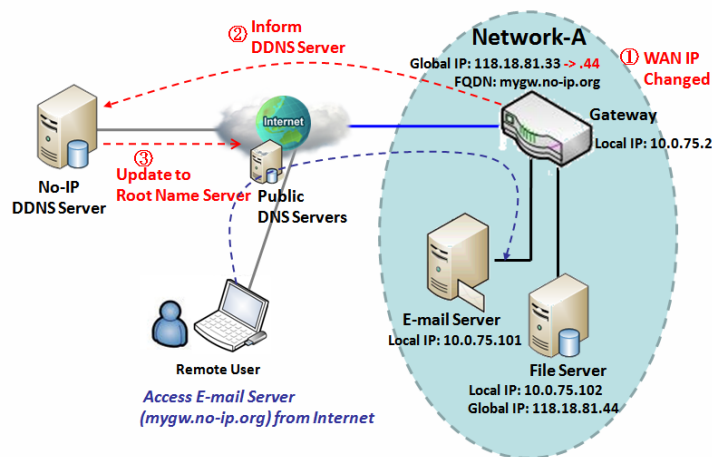 ② Inform
DDNS Server
Network-A
Global IP: 118.18.81.33 -> .44
FQDN: mygw.no-ip.org
① WAN IP
Changed
Gateway
Local IP: 10.0.75.2
Internet
③
Update to
Root Name Server
No-IP
DDNS Server
Public
DNS Servers
E-mail Server
Local IP: 10.0.75.101
File Server
Local IP: 10.0.75.102
Global IP: 118.18.81.44
Remote User
Access E-mail Server
(mygw.no-ip.org) from Internet